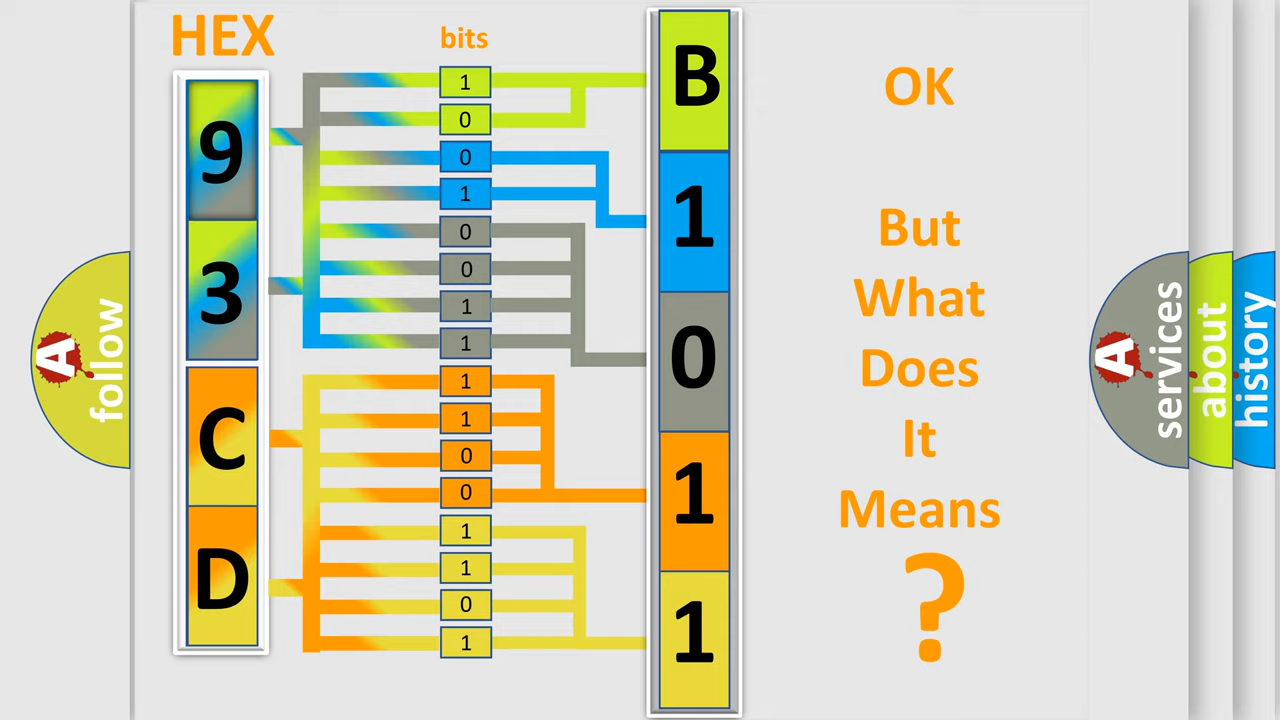 HEX
bits
9
3
C
D
1
0
0
1
0
0
1
1
1
1
0
0
1
1
0
1
B
1
0
1
1
OK
But
What
Does
It
Means
?
A
follow
A
services
about
history